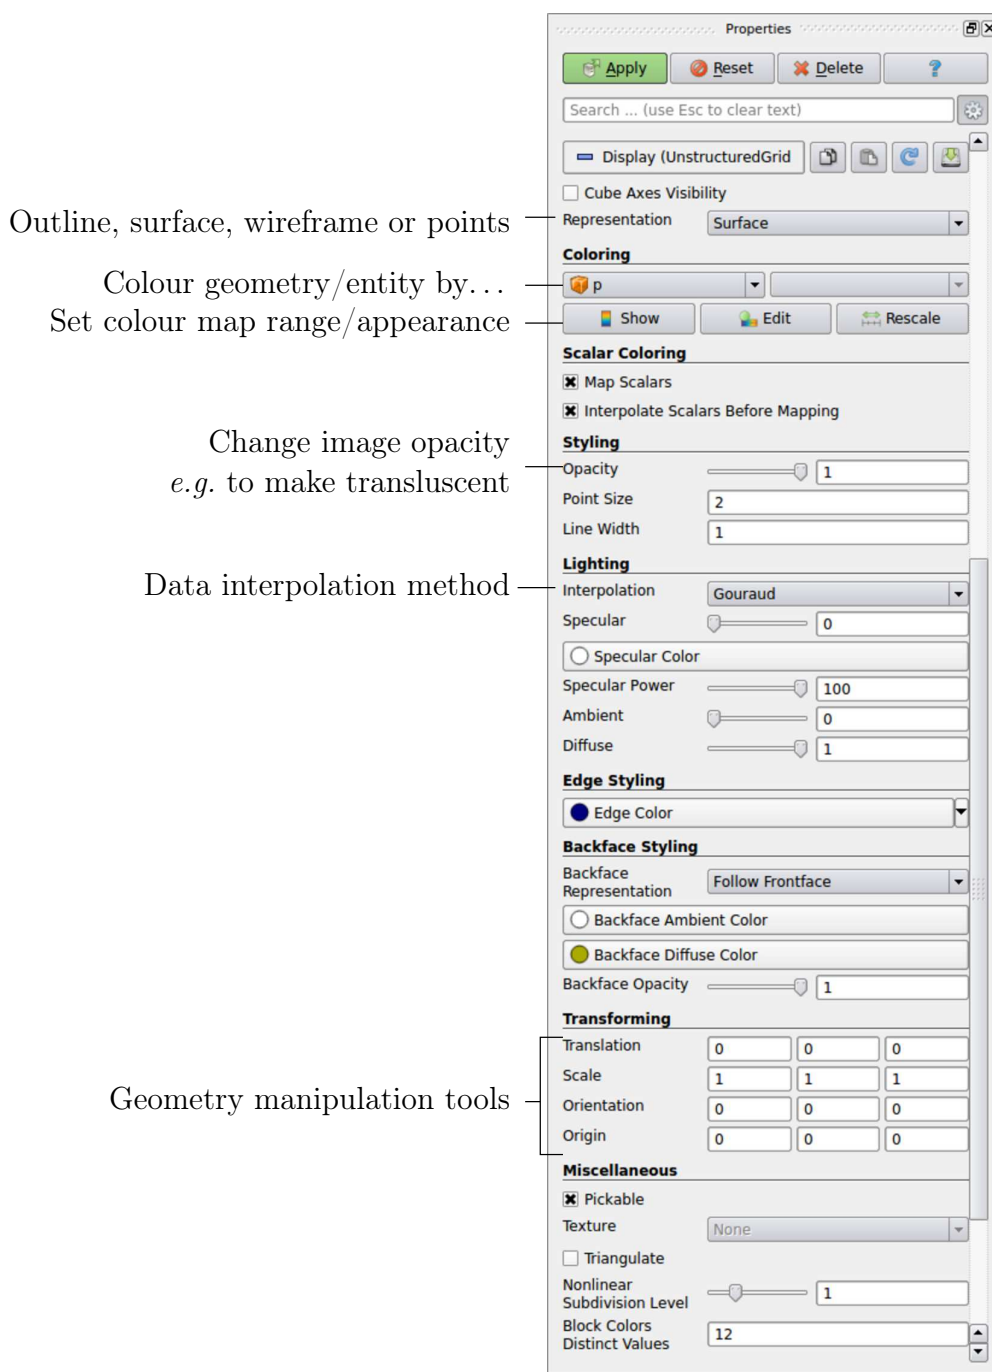 Properties
Apply Reset Delete ?
Search ... (use Esc to clear text)
Display (UnstructuredGrid
Cube Axes Visibility
Outline, surface, wireframe or points
Representation Surface
Coloring
Colour geometry/entity by...
p
Set colour map range/appearance
Show Edit Rescale
Scalar Coloring
Map Scalars
Interpolate Scalars Before Mapping
Styling
Change image opacity
e.g. to make transluscent
Opacity 1
Point Size 2
Line Width 1
Lighting
Data interpolation method
Interpolation Gouraud
Specular 0
Specular Color
Specular Power 100
Ambient 0
Diffuse 1
Edge Styling
Edge Color
Backface Styling
Backface
Representation Follow Frontface
Backface Ambient Color
Backface Diffuse Color
Backface Opacity 1
Transforming
Geometry manipulation tools
Translation 0 0 0
Scale 1 1 1
Orientation 0 0 0
Origin 0 0 0
Miscellaneous
Pickable
Texture None
Triangulate
Nonlinear
Subdivision Level 1
Block Colors
Distinct Values 12